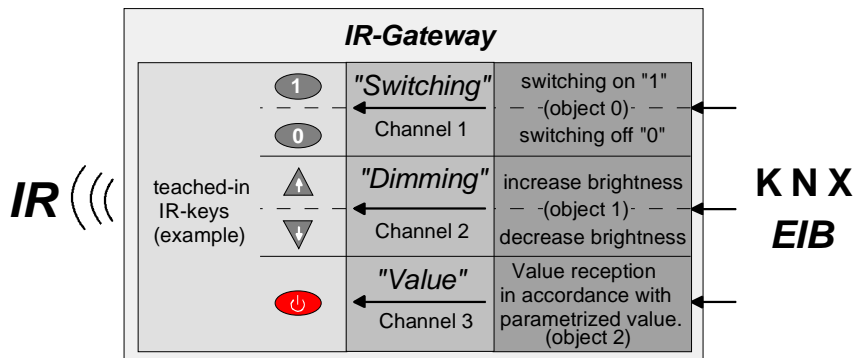 IR-Gateway
IR
teached-in
IR-keys
(example)
1
0
"Switching"
Channel 1
switching on "1"
(object 0)
switching off "0"
"Dimming"
Channel 2
increase brightness
(object 1)
decrease brightness
"Value"
Channel 3
Value reception
in accordance with
parametrized value.
(object 2)
K N X
EIB